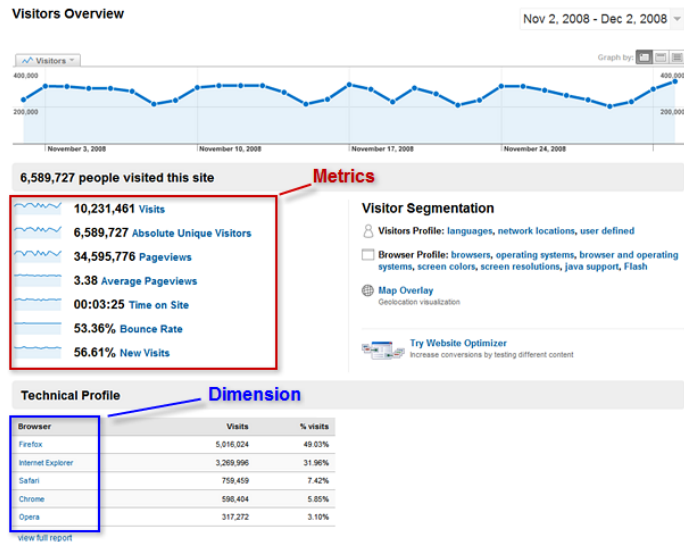 Visitors Overview
Nov 2, 2008 - Dec 2, 2008
Visitors
Graph by:
400,000
400,000
200,000
200,000
November 3, 2008
November 10, 2008
November 17, 2008
November 24, 2008
6,589,727 people visited this site
Metrics
10,231,461 Visits
6,589,727 Absolute Unique Visitors
34,595,776 Pageviews
3.38 Average Pageviews
00:03:25 Time on Site
53.36% Bounce Rate
56.61% New Visits
Visitor Segmentation
Visitors Profile: languages, network locations, user defined
Browser Profile: browsers, operating systems, browser and operating
systems, screen colors, screen resolutions, java support, Flash
Map Overlay
Geolocation visualization
Try Website Optimizer
Increase conversions by testing different content
Technical Profile
Dimension
Browser Visits % visits
Firefox 5,016,024 49.03%
Internet Explorer 3,269,996 31.96%
Safari 759,459 7.42%
Chrome 598,404 5.85%
Opera 317,272 3.10%
view full report